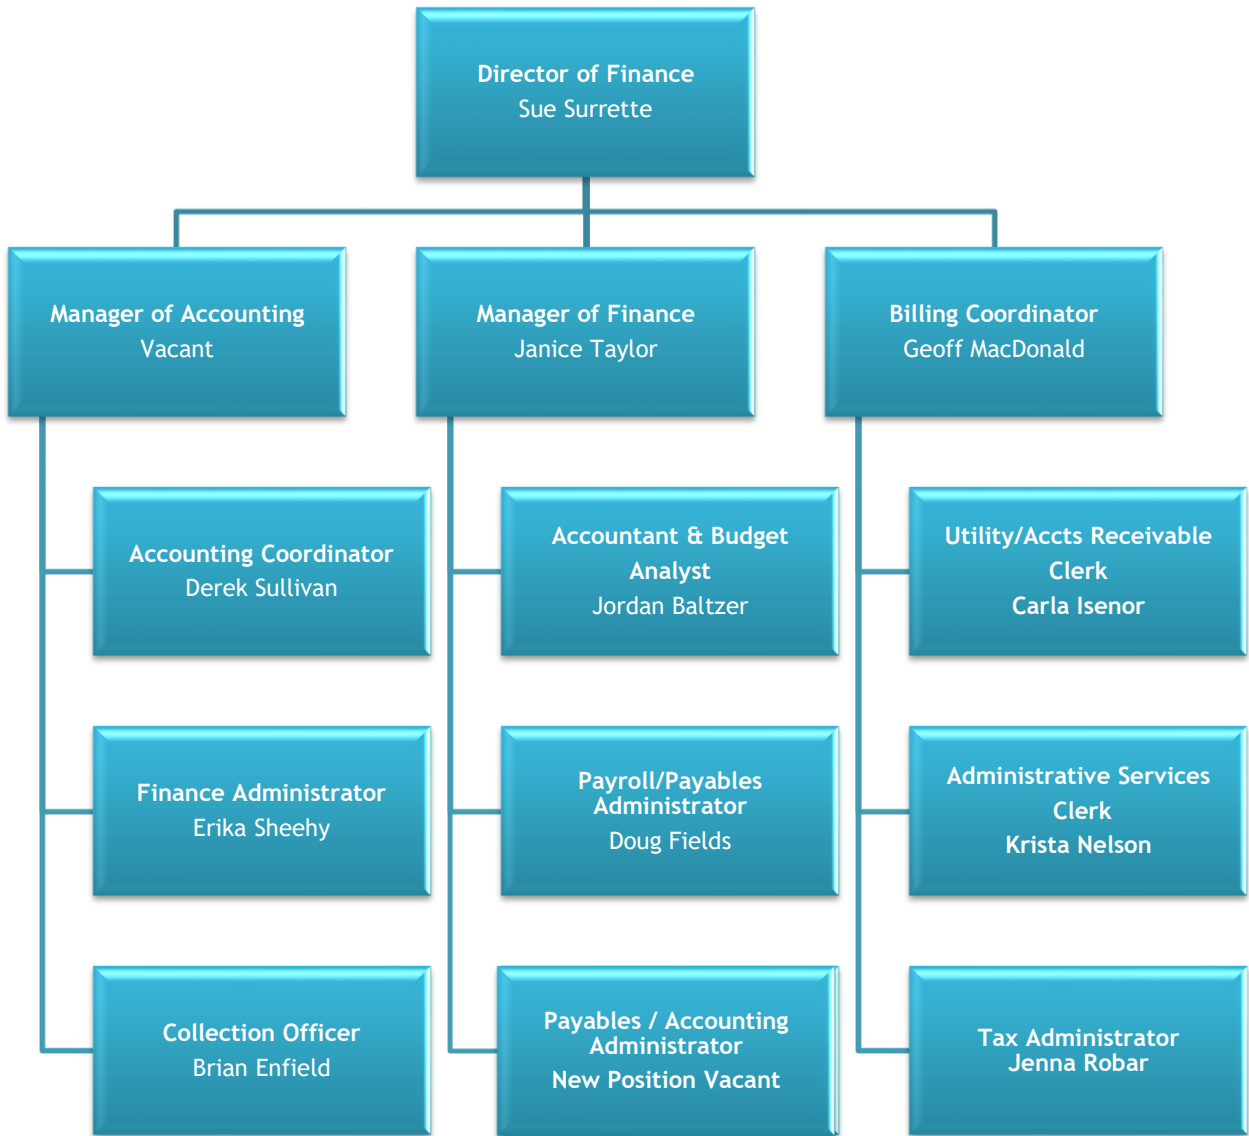 Director of Finance
Sue Surrette
Manager of Accounting
Vacant
Manager of Finance
Janice Taylor
Billing Coordinator
Geoff MacDonald
Accounting Coordinator
Derek Sullivan
Accountant & Budget
Analyst
Jordan Baltzer
Utility/Accts Receivable
Clerk
Carla Isenor
Finance Administrator
Erika Sheehy
Payroll/Payables
Administrator
Doug Fields
Administrative Services
Clerk
Krista Nelson
Collection Officer
Brian Enfield
Payables / Accounting
Administrator
New Position Vacant
Tax Administrator
Jenna Robar